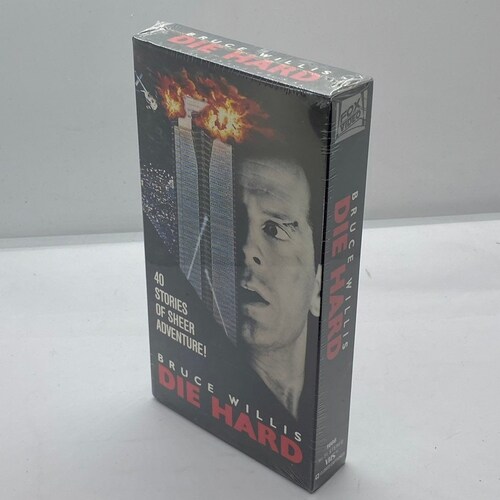 BRUCE WILLIS
DIE HARD
40
STORIES
OF SHEER
ADVENTURE!
BRUCE WILLIS
DIE HARD
FOX
VIDEO
BRUCE WILLIS
DIE HARD
VHS